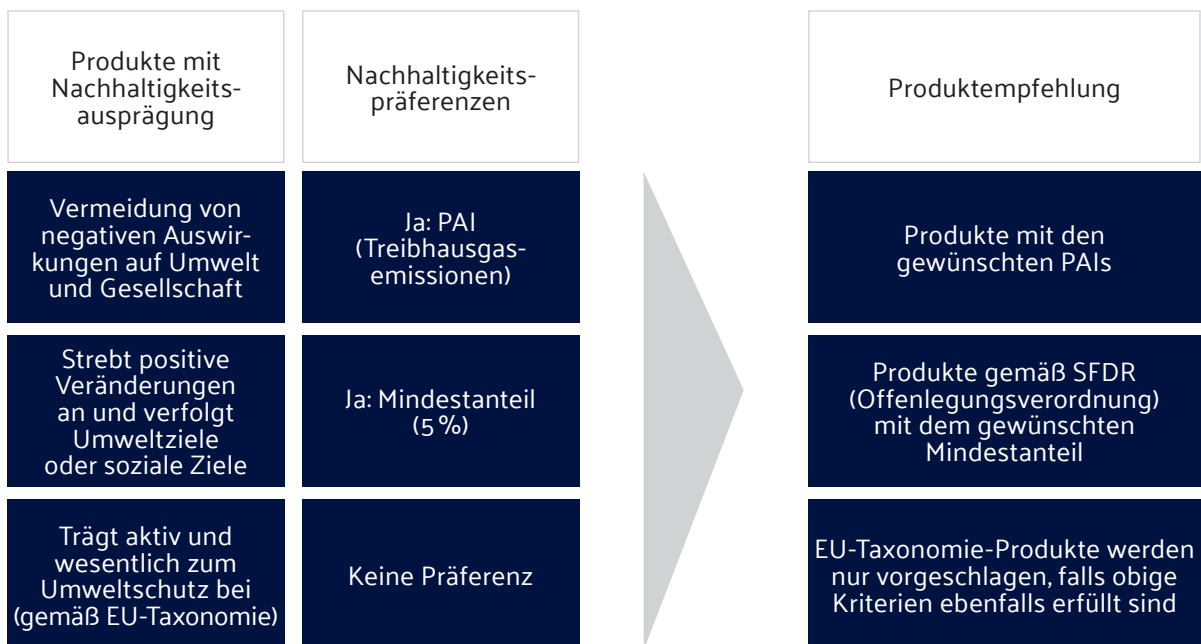 Produkte mit
Nachhaltigkeits-
ausprägung
Nachhaltigkeits-
präferenzen
Produktempfehlung
Vermeidung von
negativen Auswir-
kungen auf Umwelt
und Gesellschaft
Ja: PAI
(Treibhausgas-
emissionen)
Produkte mit den
gewünschten PAIs
Strebt positive
Veränderungen
an und verfolgt
Umweltziele
oder soziale Ziele
Ja: Mindestanteil
(5 %)
Produkte gemäß SFDR
(Offenlegungsverordnung)
mit dem gewünschten
Mindestanteil
Trägt aktiv und
wesentlich zum
Umweltschutz bei
(gemäß EU-Taxonomie)
Keine Präferenz
EU-Taxonomie-Produkte werden
nur vorgeschlagen, falls obige
Kriterien ebenfalls erfüllt sind